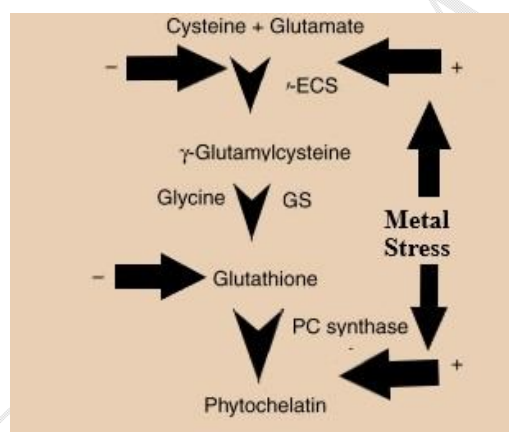 Cysteine + Glutamate
−
+
γ-ECS
γ-Glutamylcysteine
Glycine
GS
Metal
Stress
−
Glutathione
PC synthase
+
Phytochelatin